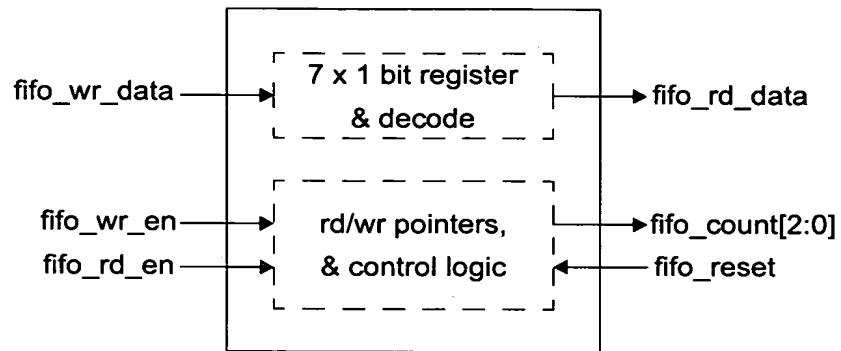 7 x 1 bit register
fifo_wr_data
fifo_rd_data
& decode
fifo_wr_en
rd/wr pointers,
fifo_count[2:0]
fifo_rd_en
& control logic
fifo_reset